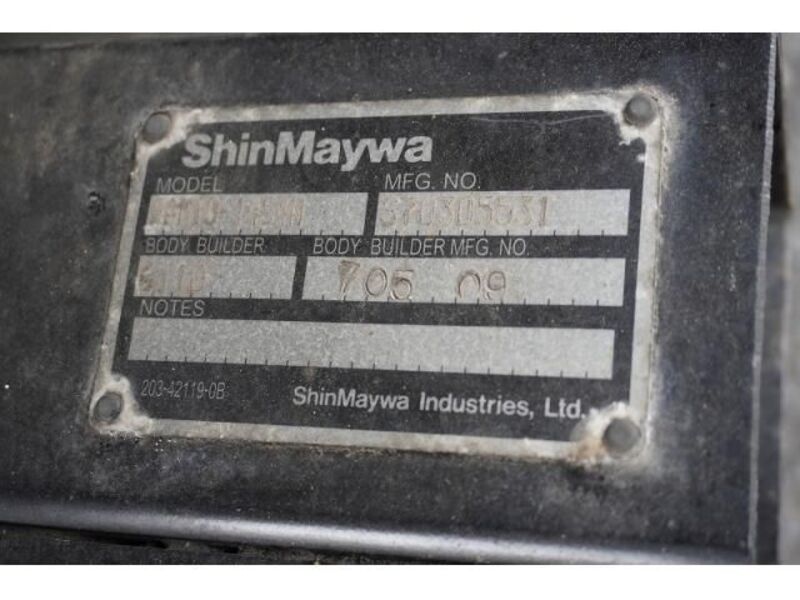 ShinMaywa
MODEL MFG. NO.
BODY BUILDER BODY BUILDER MFG. NO.
705 09
NOTES
203-42119-0B ShinMaywa Industries, Ltd.